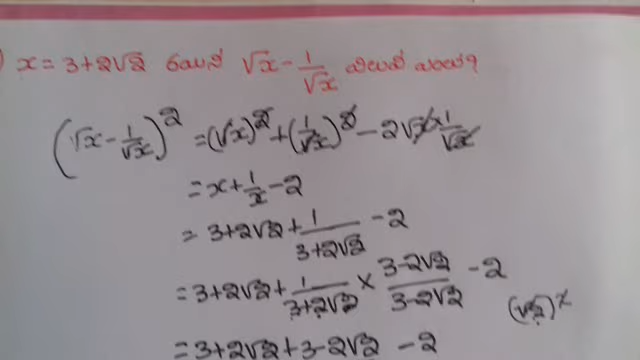 ) x = 3+2√2 ಆದರೆ √x - 1/√x ವಿಲುವೆ ಏನು?
(√x - 1/√x)² = (√x)² + (1/√x)² - 2√x × 1/√x
= x + 1/x - 2
= 3+2√2 + 1/(3+2√2) - 2
= 3+2√2 + 1/(3+2√2) × (3-2√2)/(3-2√2) - 2
(√2)²
= 3+2√2+3-2√2 - 2